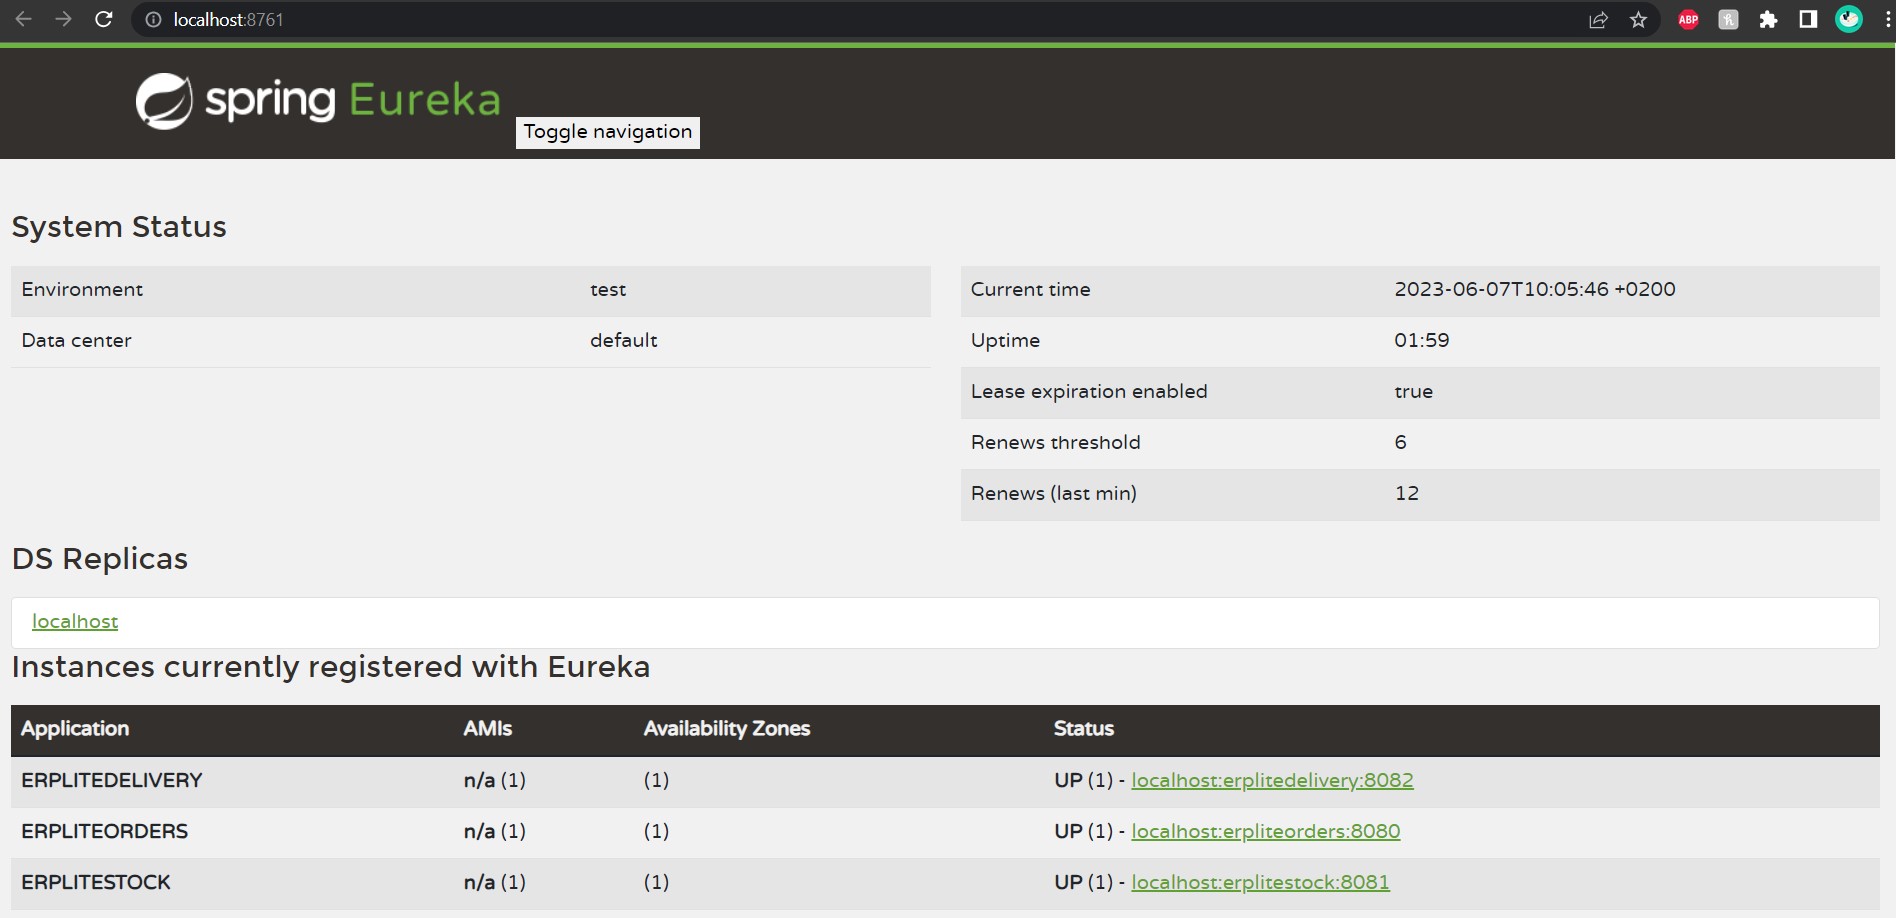 localhost:8761
ABP
spring Eureka
Toggle navigation
System Status
Environment test
Data center default
Current time 2023-06-07T10:05:46 +0200
Uptime 01:59
Lease expiration enabled true
Renews threshold 6
Renews (last min) 12
DS Replicas
localhost
Instances currently registered with Eureka
Application AMIs Availability Zones Status
ERPLITEDELIVERY n/a (1) (1) UP (1) - localhost:erplitedelivery:8082
ERPLITEORDERS n/a (1) (1) UP (1) - localhost:erpliteorders:8080
ERPLITESTOCK n/a (1) (1) UP (1) - localhost:erplitestock:8081